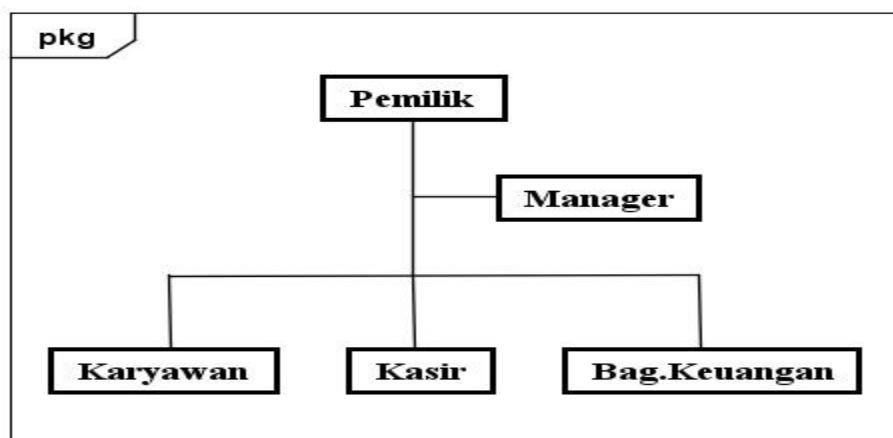 pkg
Pemilik
Manager
Karyawan
Kasir
Bag.Keuangan